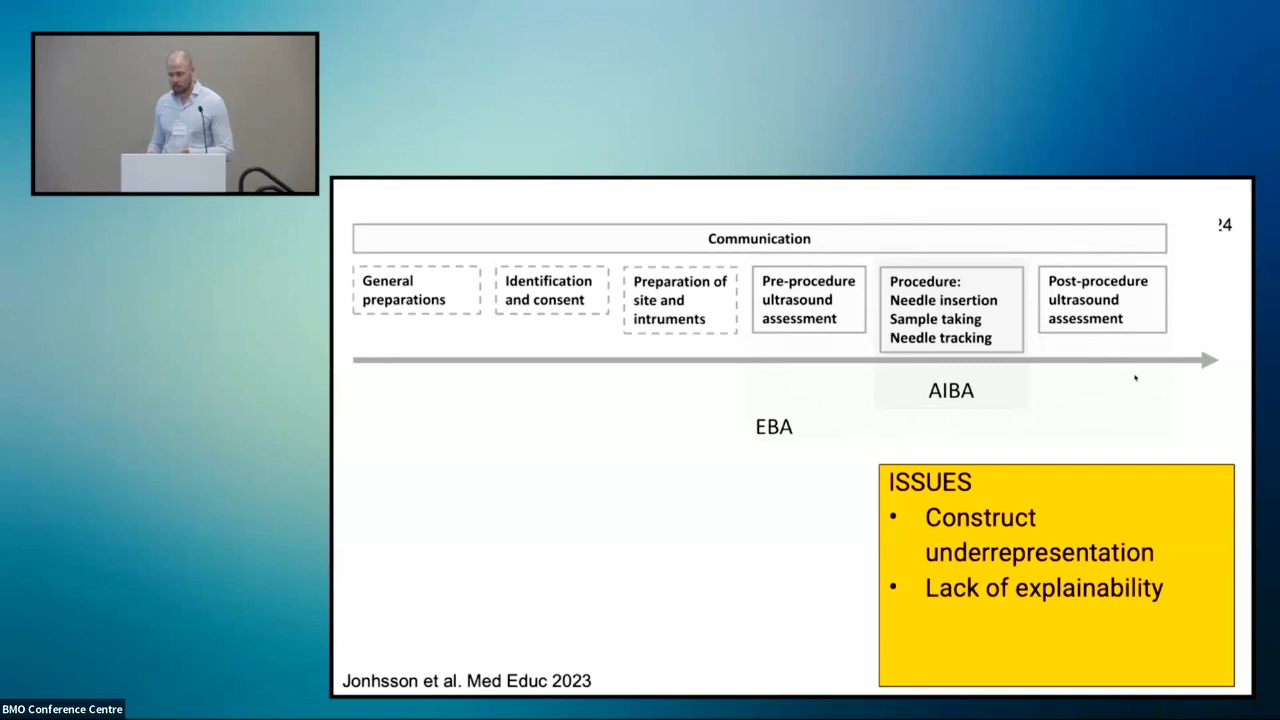 Communication
?4
General
preparations
Identification
and consent
Preparation of
site and
intruments
Pre-procedure
ultrasound
assessment
Procedure:
Needle insertion
Sample taking
Needle tracking
Post-procedure
ultrasound
assessment
AIBA
EBA
ISSUES
• Construct
underrepresentation
• Lack of explainability
Jonhsson et al. Med Educ 2023
BMO Conference Centre